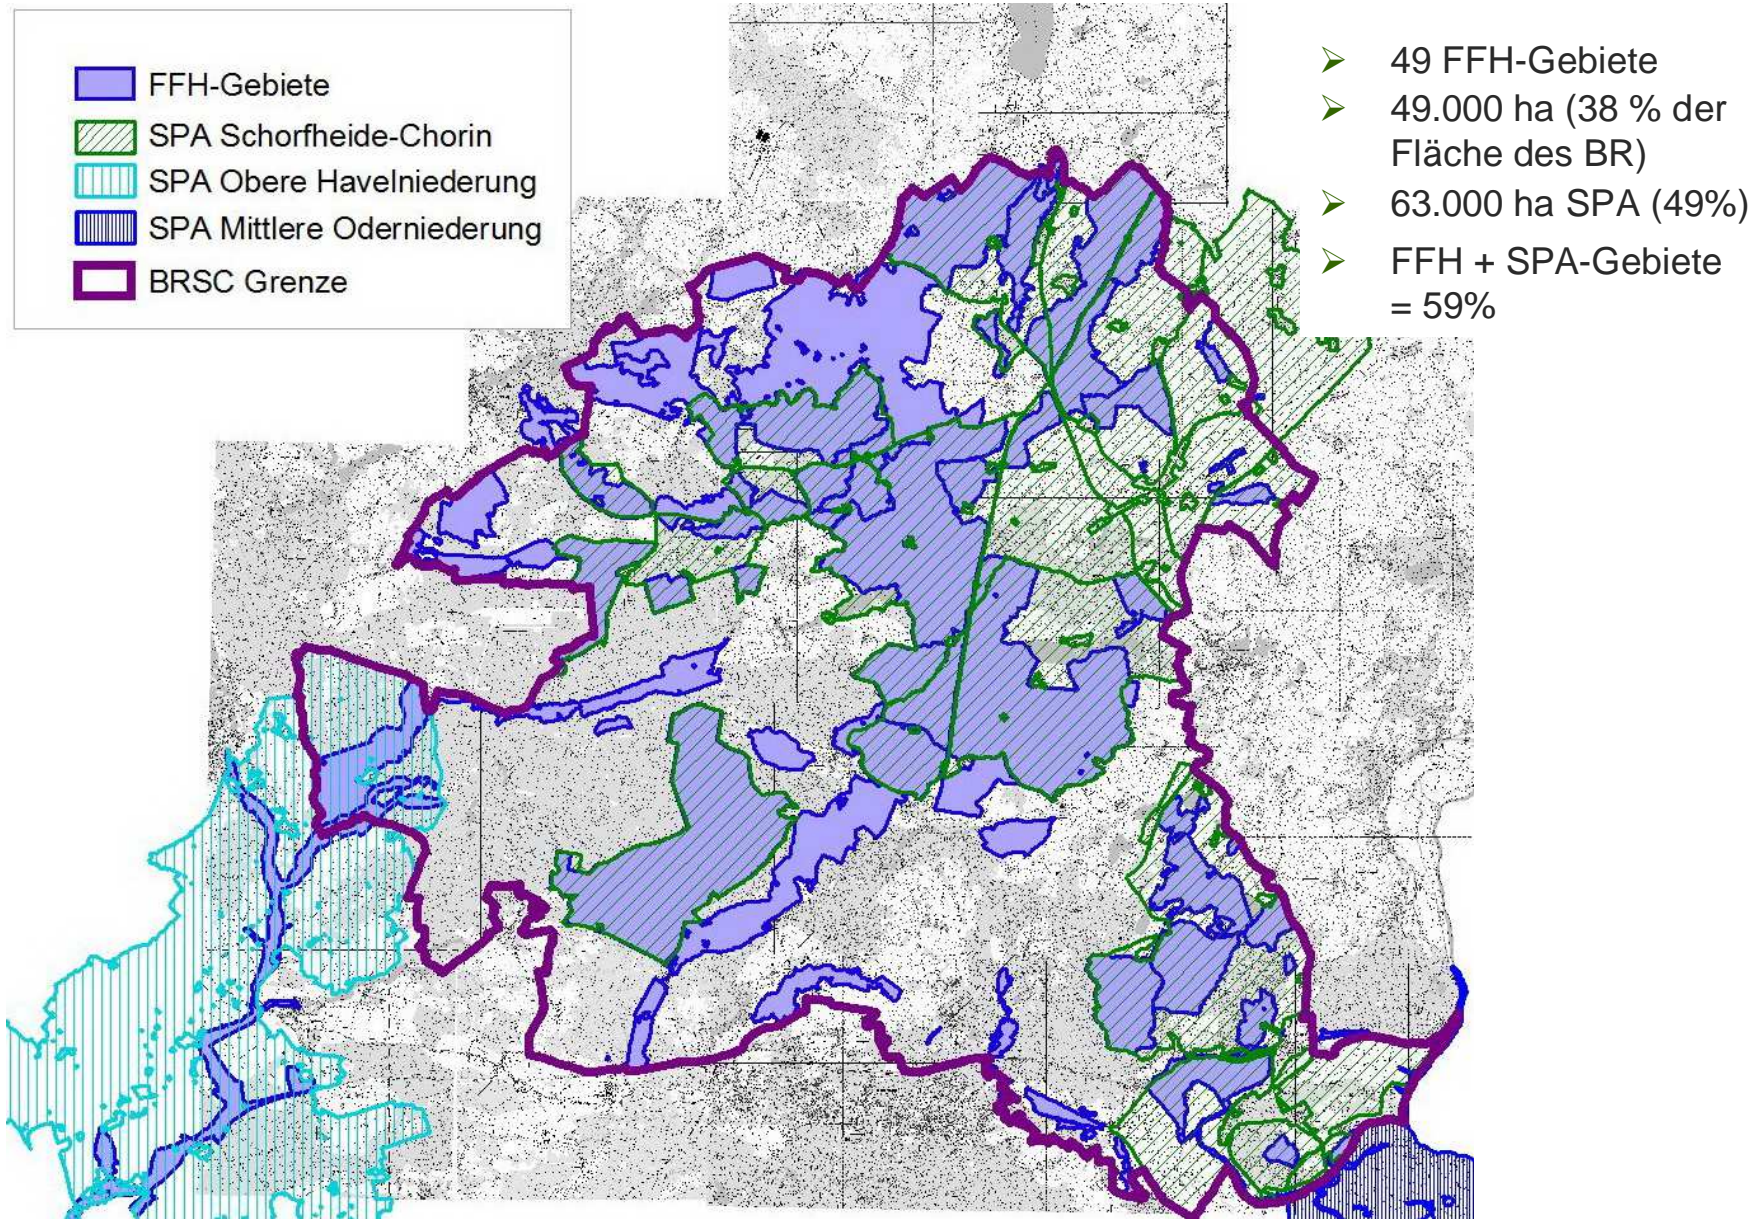 FFH-Gebiete
SPA Schorfheide-Chorin
SPA Obere Havelniederung
SPA Mittlere Oderniederung
BRSC Grenze
➢ 49 FFH-Gebiete
➢ 49.000 ha (38 % der
Fläche des BR)
➢ 63.000 ha SPA (49%)
➢ FFH + SPA-Gebiete
= 59%